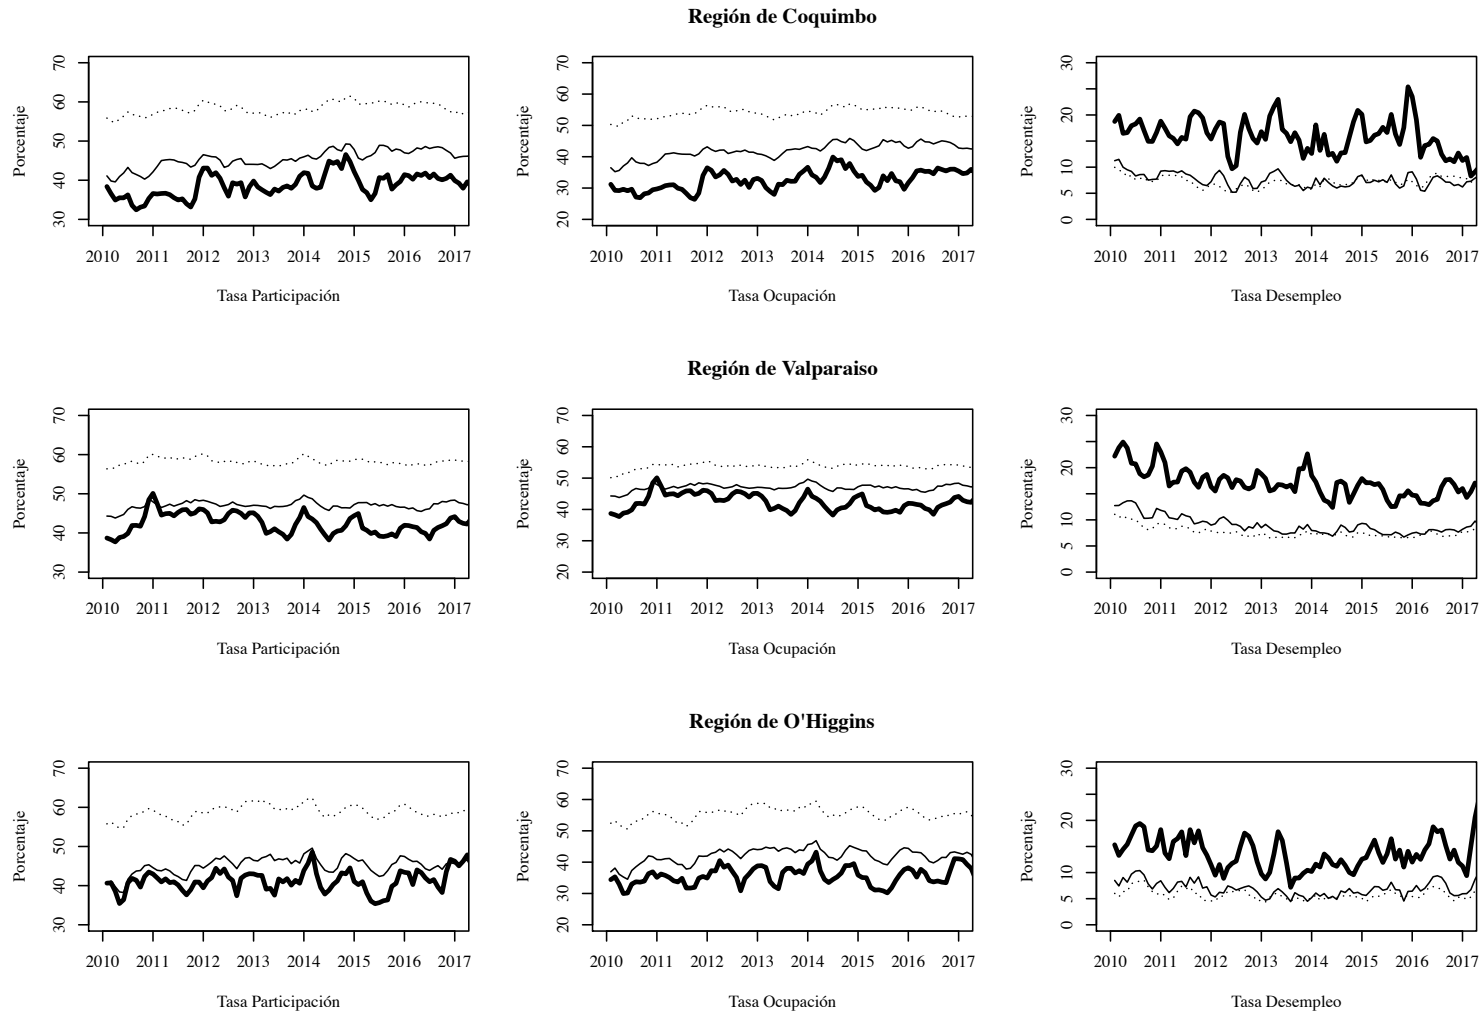 Región de Coquimbo
Porcentaje
30 40 50 60 70
2010 2011 2012 2013 2014 2015 2016 2017
Tasa Participación
Porcentaje
20 30 40 50 60 70
2010 2011 2012 2013 2014 2015 2016 2017
Tasa Ocupación
Porcentaje
0 5 10 20 30
2010 2011 2012 2013 2014 2015 2016 2017
Tasa Desempleo
Región de Valparaiso
Porcentaje
30 40 50 60 70
2010 2011 2012 2013 2014 2015 2016 2017
Tasa Participación
Porcentaje
20 30 40 50 60 70
2010 2011 2012 2013 2014 2015 2016 2017
Tasa Ocupación
Porcentaje
0 5 10 20 30
2010 2011 2012 2013 2014 2015 2016 2017
Tasa Desempleo
Región de O'Higgins
Porcentaje
30 40 50 60 70
2010 2011 2012 2013 2014 2015 2016 2017
Tasa Participación
Porcentaje
20 30 40 50 60 70
2010 2011 2012 2013 2014 2015 2016 2017
Tasa Ocupación
Porcentaje
0 5 10 20 30
2010 2011 2012 2013 2014 2015 2016 2017
Tasa Desempleo